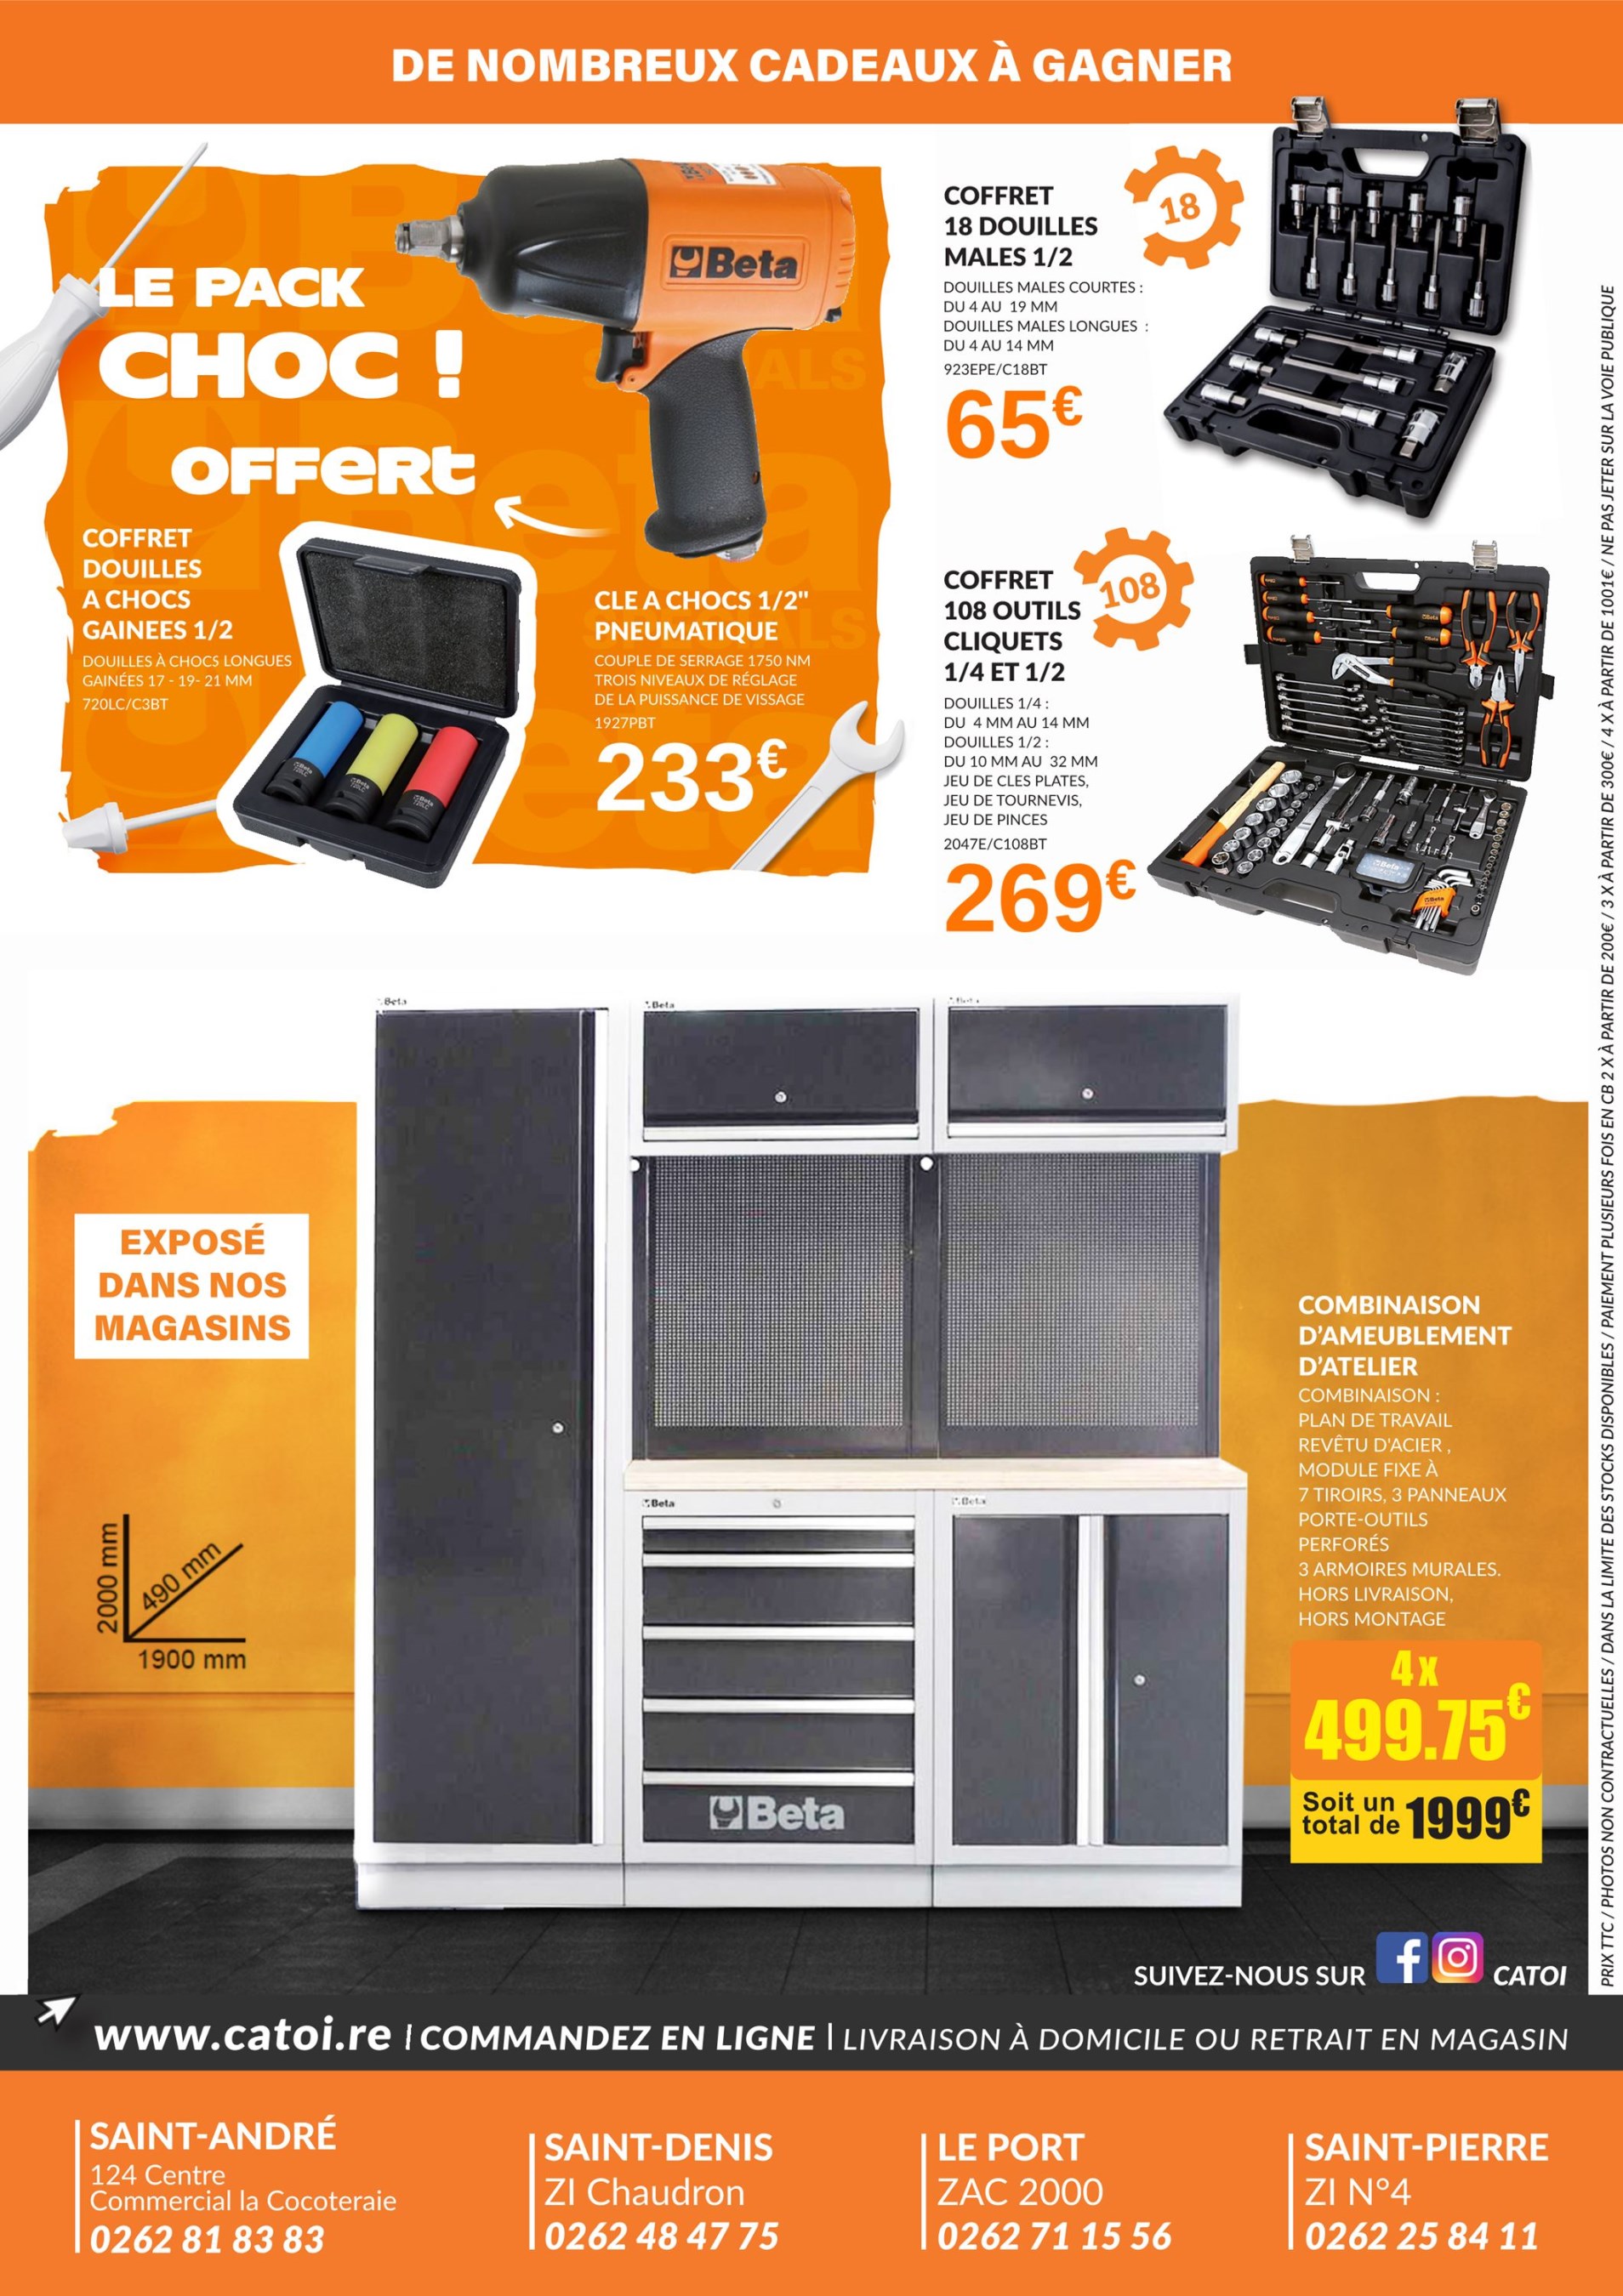 DE NOMBREUX CADEAUX À GAGNER
LE PACK
CHOC !
OFFERT
COFFRET
DOUILLES
A CHOCS
GAINEES 1/2
DOUILLES À CHOCS LONGUES
GAINÉES 17 - 19- 21 MM
720LC/C3BT
Beta
CLE A CHOCS 1/2"
PNEUMATIQUE
COUPLE DE SERRAGE 1750 NM
TROIS NIVEAUX DE RÉGLAGE
DE LA PUISSANCE DE VISSAGE
1927PBT
233€
COFFRET
18 DOUILLES
MALES 1/2
18
DOUILLES MALES COURTES :
DU 4 AU 19 MM
DOUILLES MALES LONGUES :
DU 4 AU 14 MM
923EPE/C18BT
65€
COFFRET
108 OUTILS
CLIQUETS
1/4 ET 1/2
108
DOUILLES 1/4 :
DU 4 MM AU 14 MM
DOUILLES 1/2 :
DU 10 MM AU 32 MM
JEU DE CLES PLATES,
JEU DE TOURNEVIS,
JEU DE PINCES
2047E/C108BT
269€
EXPOSÉ
DANS NOS
MAGASINS
2000 mm
490 mm
1900 mm
Beta
Beta
Beta
Beta
Beta
Beta
COMBINAISON
D'AMEUBLEMENT
D'ATELIER
COMBINAISON :
PLAN DE TRAVAIL
REVÊTU D'ACIER ,
MODULE FIXE À
7 TIROIRS, 3 PANNEAUX
PORTE-OUTILS
PERFORÉS
3 ARMOIRES MURALES.
HORS LIVRAISON,
HORS MONTAGE
4x
499.75€
Soit un
total de 1999€
PRIX TTC / PHOTOS NON CONTRACTUELLES / DANS LA LIMITE DES STOCKS DISPONIBLES / PAIEMENT PLUSIEURS FOIS EN CB 2 X À PARTIR DE 200€ / 3 X À PARTIR DE 300€ / 4 X À PARTIR DE 1001€ / NE PAS JETER SUR LA VOIE PUBLIQUE
SUIVEZ-NOUS SUR CATOI
www.catoi.re | COMMANDEZ EN LIGNE | LIVRAISON À DOMICILE OU RETRAIT EN MAGASIN
SAINT-ANDRÉ
124 Centre
Commercial la Cocoteraie
0262 81 83 83
SAINT-DENIS
ZI Chaudron
0262 48 47 75
LE PORT
ZAC 2000
0262 71 15 56
SAINT-PIERRE
ZI N°4
0262 25 84 11